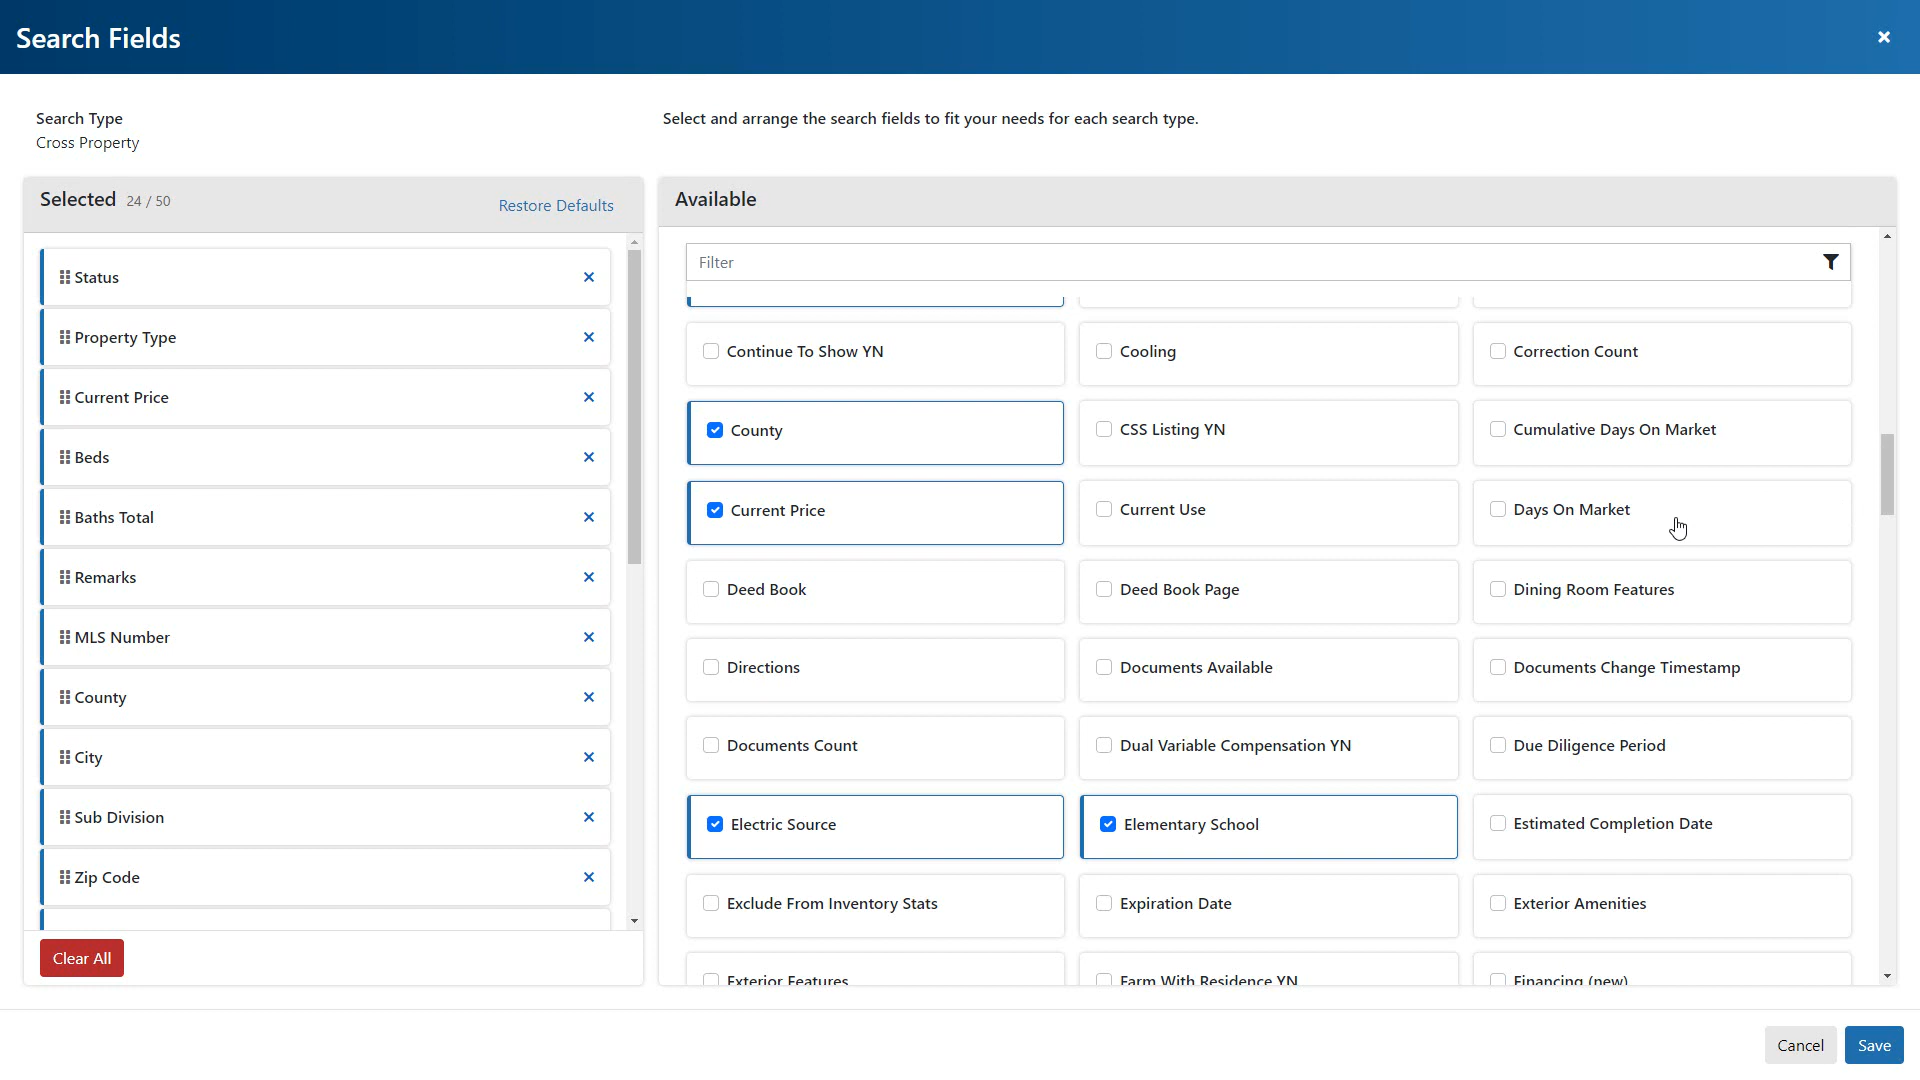 Search Fields
Search Type
Cross Property
Select and arrange the search fields to fit your needs for each search type.
Selected 24 / 50
Restore Defaults
Status
Property Type
Current Price
Beds
Baths Total
Remarks
MLS Number
County
City
Sub Division
Zip Code
Clear All
Available
Filter
Continue To Show YN
Cooling
Correction Count
County
CSS Listing YN
Cumulative Days On Market
Current Price
Current Use
Days On Market
Deed Book
Deed Book Page
Dining Room Features
Directions
Documents Available
Documents Change Timestamp
Documents Count
Dual Variable Compensation YN
Due Diligence Period
Electric Source
Elementary School
Estimated Completion Date
Exclude From Inventory Stats
Expiration Date
Exterior Amenities
Exterior Features
Farm With Residence YN
Financing (new)
Cancel
Save